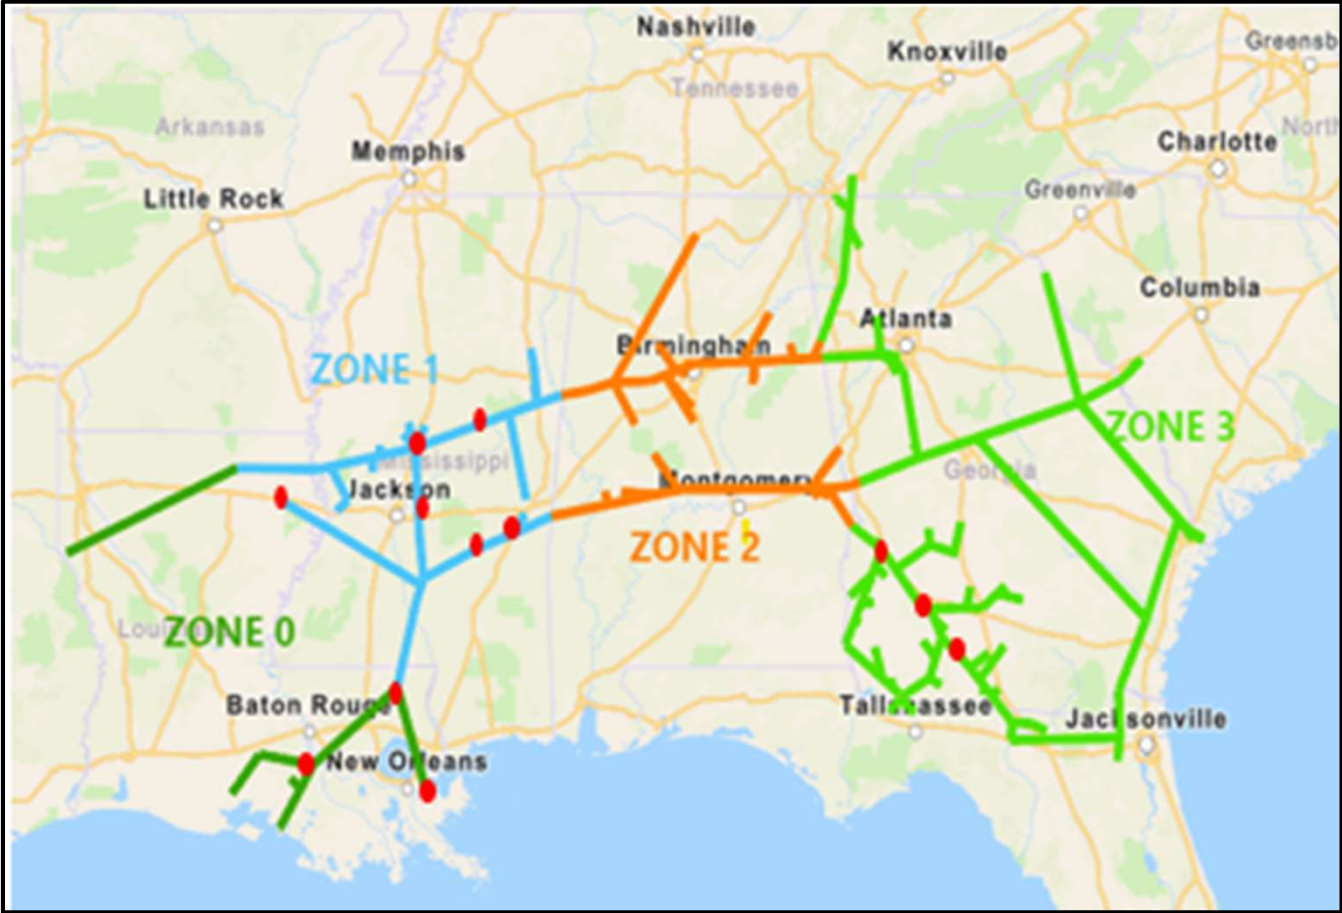 Nashville
Knoxville
Greensb
Tennessee
Arkansas
North
Charlotte
Memphis
Little Rock
Greenville
Columbia
Atlanta
Birmingham
ZONE 1
ZONE 3
Mississippi
Georgia
Jackson
Montgomery
ZONE 2
ZONE 0
Baton Rouge
Tallahassee
Jacksonville
New Orleans